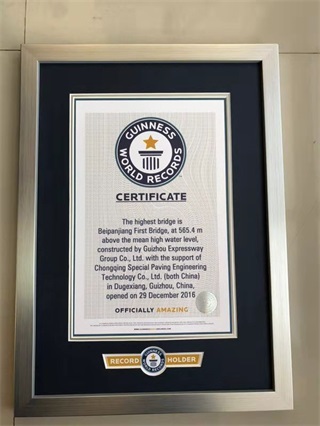 GUINNESS
WORLD RECORDS
CERTIFICATE
The highest bridge is
Beipanjiang First Bridge, at 565.4 m
above the mean high water level,
constructed by Guizhou Expressway
Group Co., Ltd. with the support of
Chongqing Special Paving Engineering
Technology Co., Ltd. (both China)
in Dugexiang, Guizhou, China,
opened on 29 December 2016
OFFICIALLY AMAZING
RECORD HOLDER